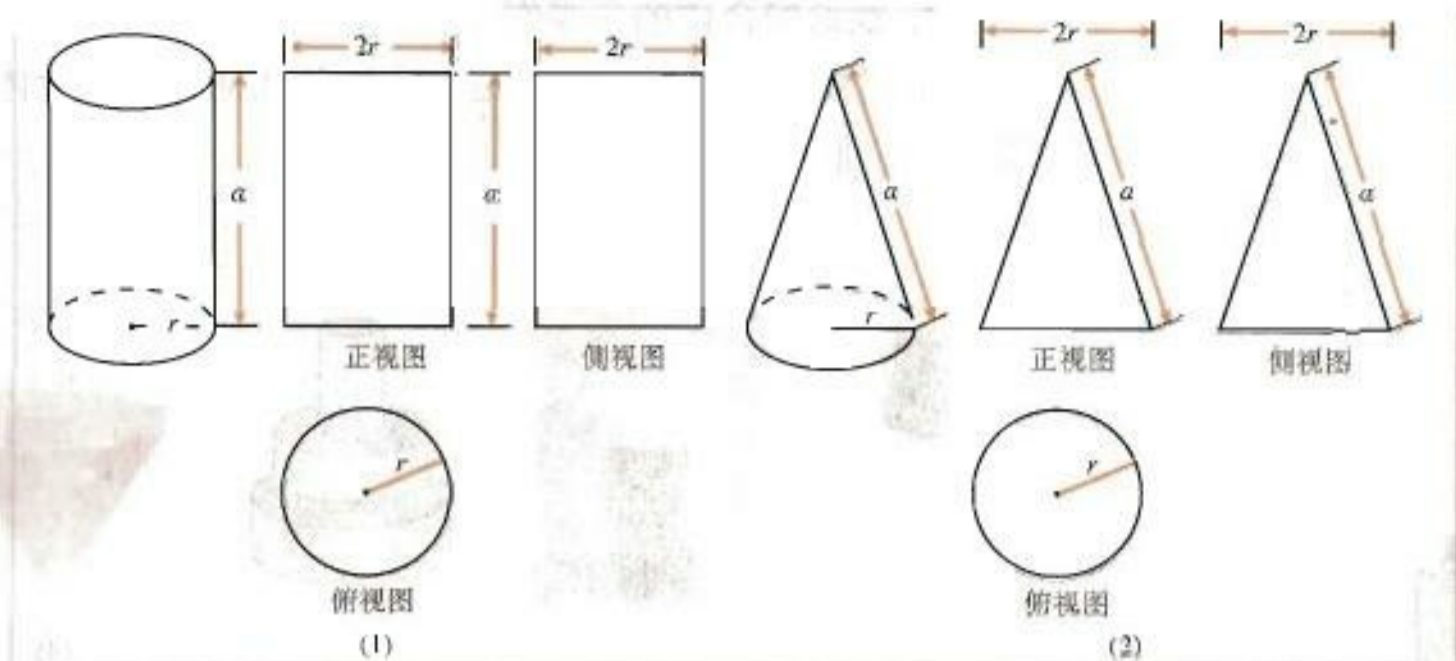 2r 2r 2r 2r
a a a a a
r r
正视图 侧视图 正视图 侧视图
r r
俯视图 俯视图
(1) (2)